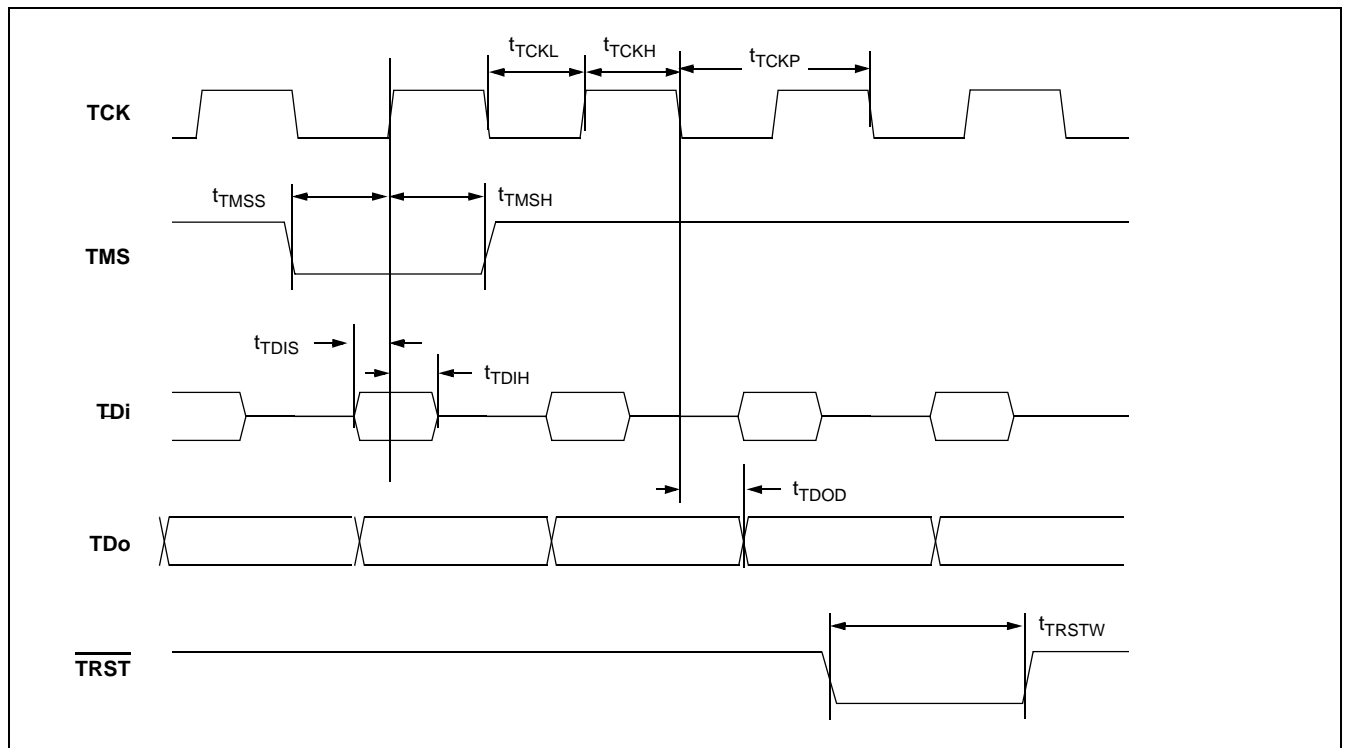 tTCKL tTCKH tTCKP
TCK
tTMSS tTMSH
TMS
tTDIS
tTDIH
TDi
tTDOD
TDo
tTRSTW
TRST